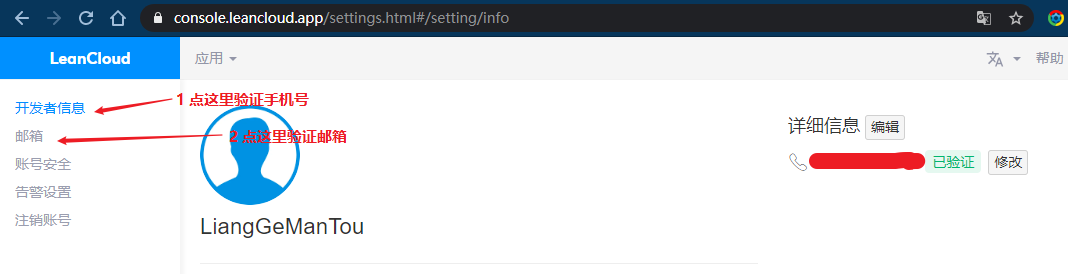 console.leancloud.app/settings.html#/setting/info
LeanCloud
应用
帮助
开发者信息
1 点这里验证手机号
邮箱
2 点这里验证邮箱
账号安全
告警设置
注销账号
详细信息 编辑
已验证 修改
LiangGeManTou